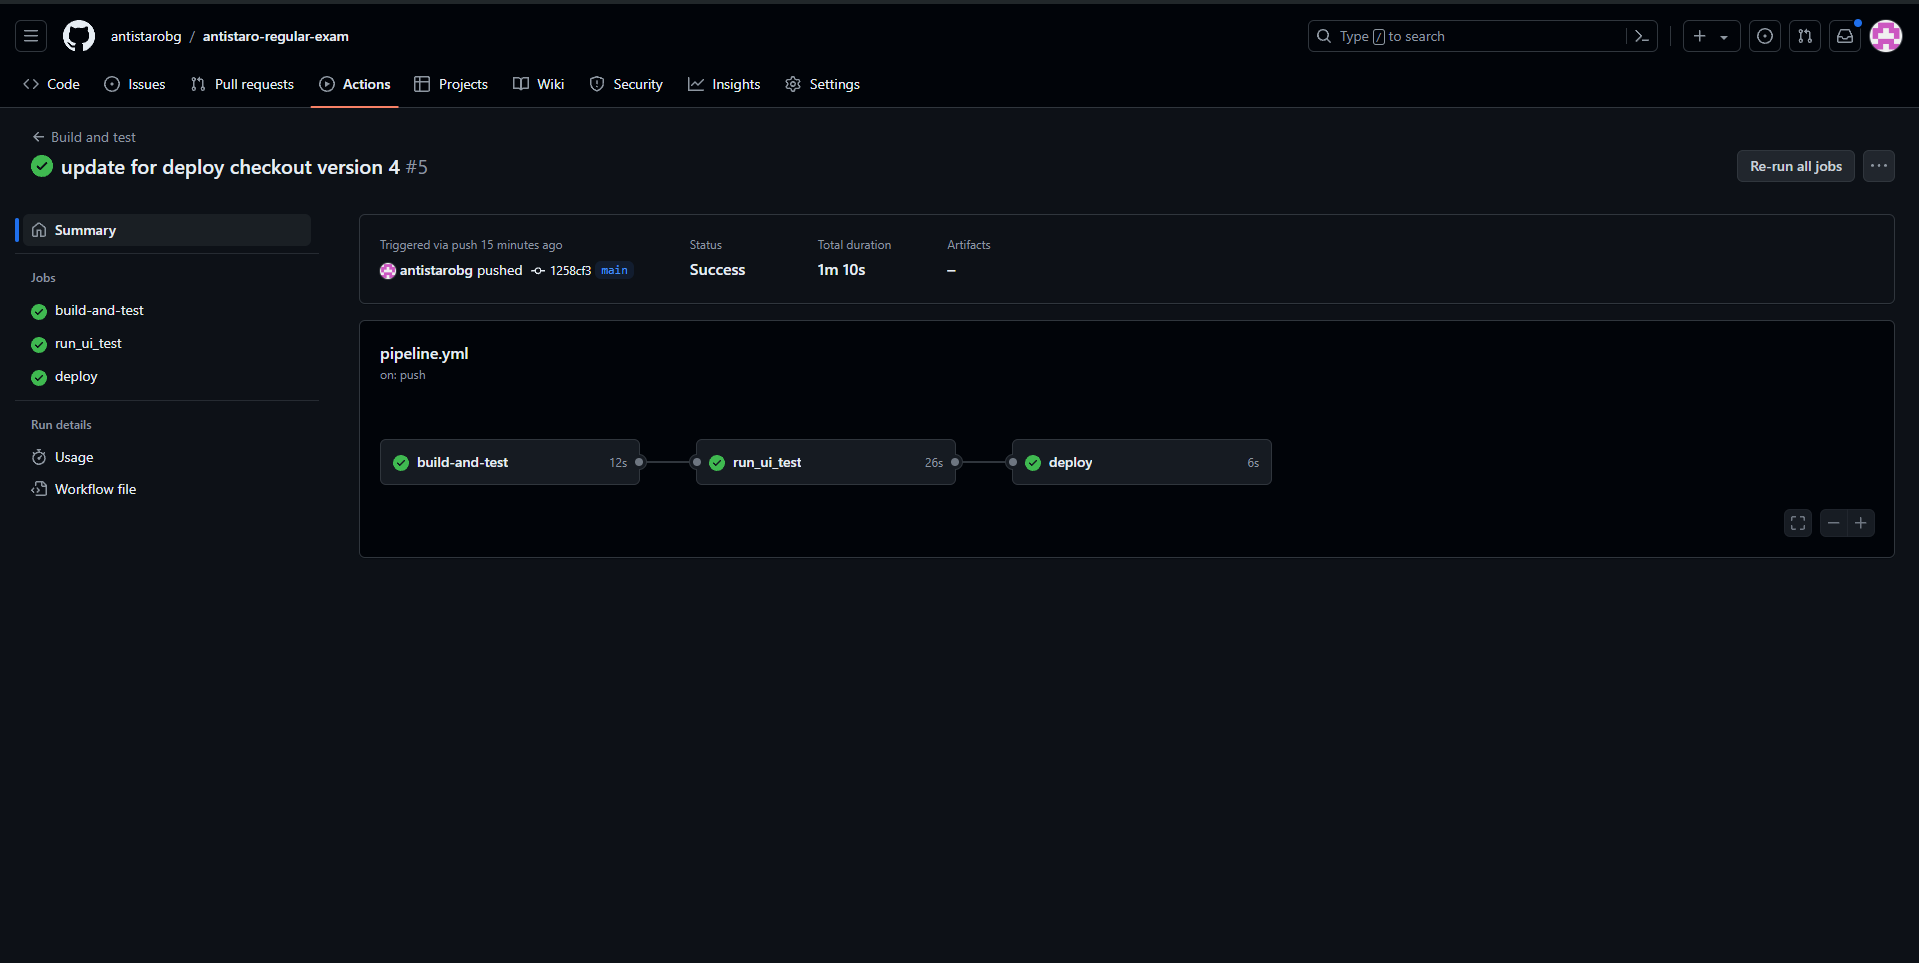 antistarobg / antistaro-regular-exam
Type / to search
Code Issues Pull requests Actions Projects Wiki Security Insights Settings
Build and test
update for deploy checkout version 4 #5
Re-run all jobs
Summary
Jobs
build-and-test
run_ui_test
deploy
Run details
Usage
Workflow file
Triggered via push 15 minutes ago
antistarobg pushed 1258cf3 main
Status
Success
Total duration
1m 10s
Artifacts
–
pipeline.yml
on: push
build-and-test 12s
run_ui_test 26s
deploy 6s